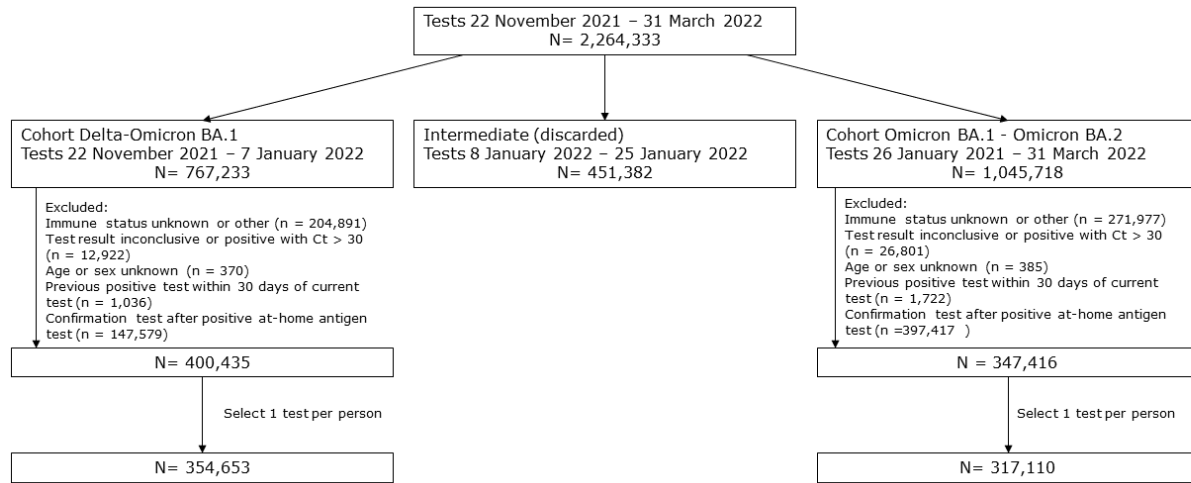 Tests 22 November 2021 – 31 March 2022
N= 2,264,333
Cohort Delta-Omicron BA.1
Tests 22 November 2021 – 7 January 2022
N= 767,233
Intermediate (discarded)
Tests 8 January 2022 – 25 January 2022
N= 451,382
Cohort Omicron BA.1 - Omicron BA.2
Tests 26 January 2021 – 31 March 2022
N= 1,045,718
Excluded:
Immune status unknown or other (n = 204,891)
Test result inconclusive or positive with Ct > 30
(n = 12,922)
Age or sex unknown (n = 370)
Previous positive test within 30 days of current
test (n = 1,036)
Confirmation test after positive at-home antigen
test (n = 147,579)
Excluded:
Immune status unknown or other (n = 271,977)
Test result inconclusive or positive with Ct > 30
(n = 26,801)
Age or sex unknown (n = 385)
Previous positive test within 30 days of current
test (n = 1,722)
Confirmation test after positive at-home antigen
test (n =397,417 )
N= 400,435
N = 347,416
Select 1 test per person
Select 1 test per person
N= 354,653
N= 317,110